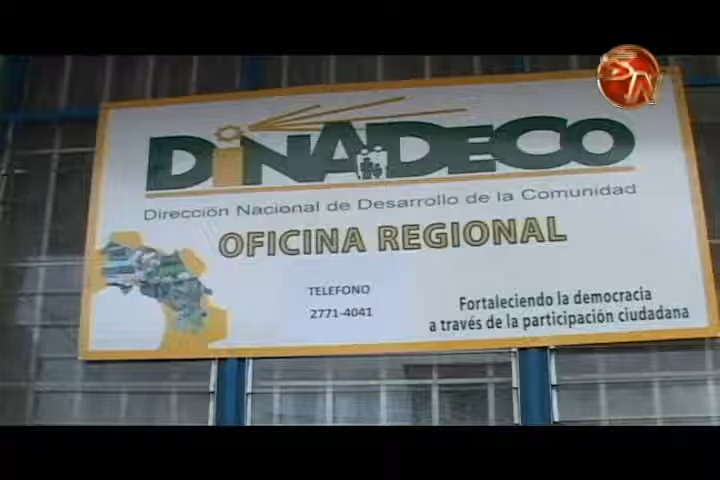 DiNADECO
Dirección Nacional de Desarrollo de la Comunidad
OFICINA REGIONAL
TELEFONO
2771-4041
Fortaleciendo la democracia
a través de la participación ciudadana